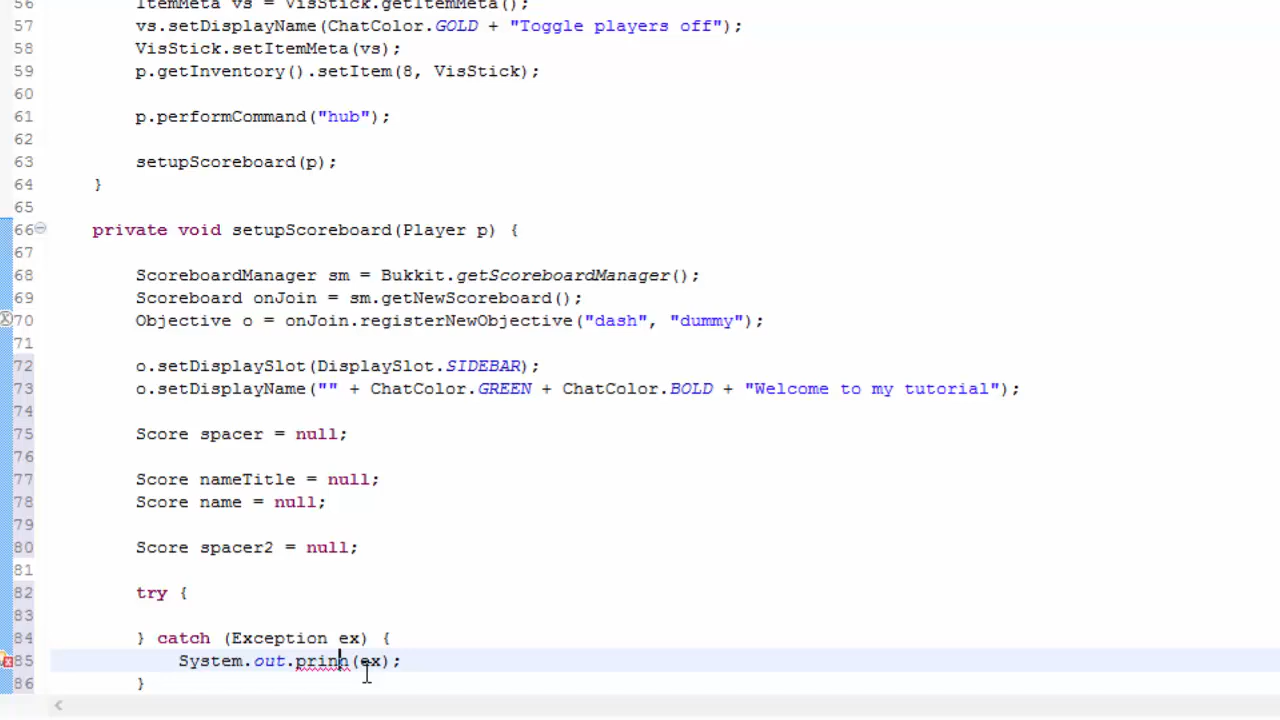 56 ItemMeta vs = VisStick.getItemMeta();
57 vs.setDisplayName(ChatColor.GOLD + "Toggle players off");
58 VisStick.setItemMeta(vs);
59 p.getInventory().setItem(8, VisStick);
60
61 p.performCommand("hub");
62
63 setupScoreboard(p);
64 }
65
66 private void setupScoreboard(Player p) {
67
68 ScoreboardManager sm = Bukkit.getScoreboardManager();
69 Scoreboard onJoin = sm.getNewScoreboard();
70 Objective o = onJoin.registerNewObjective("dash", "dummy");
71
72 o.setDisplaySlot(DisplaySlot.SIDEBAR);
73 o.setDisplayName("" + ChatColor.GREEN + ChatColor.BOLD + "Welcome to my tutorial");
74
75 Score spacer = null;
76
77 Score nameTitle = null;
78 Score name = null;
79
80 Score spacer2 = null;
81
82 try {
83
84 } catch (Exception ex) {
85 System.out.prinn(ex);
86 }